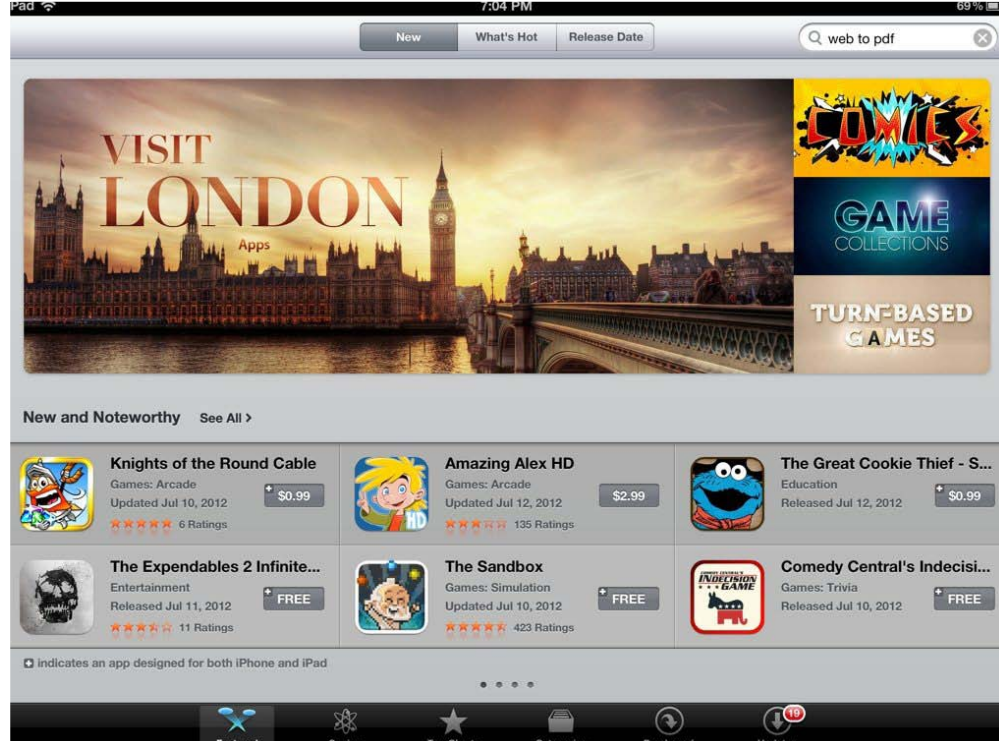 Pad 7:04 PM 69%
New What's Hot Release Date web to pdf
VISIT
LONDON
Apps
COMICS
GAME
COLLECTIONS
TURN-BASED
GAMES
New and Noteworthy See All >
Knights of the Round Cable
Games: Arcade
Updated Jul 10, 2012
6 Ratings
$0.99
Amazing Alex HD
Games: Arcade
Updated Jul 12, 2012
135 Ratings
$2.99
HD
The Great Cookie Thief - S...
Education
Released Jul 12, 2012
$0.99
The Expendables 2 Infinite...
Entertainment
Released Jul 11, 2012
11 Ratings
FREE
The Sandbox
Games: Simulation
Updated Jul 10, 2012
423 Ratings
FREE
COMEDY CENTRAL'S
INDECISION
GAME
Comedy Central's Indecisi...
Games: Trivia
Released Jul 10, 2012
FREE
+ indicates an app designed for both iPhone and iPad
19